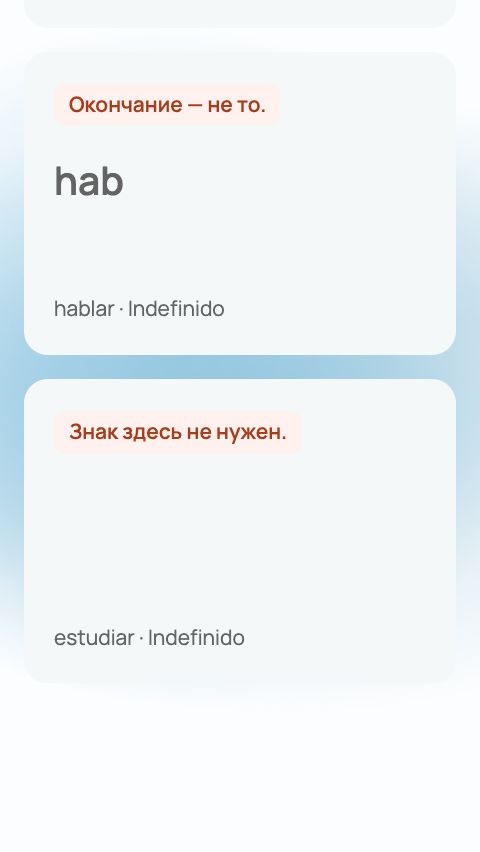 Окончание — не то.
hab
hablar · Indefinido
Знак здесь не нужен.
estudiar · Indefinido